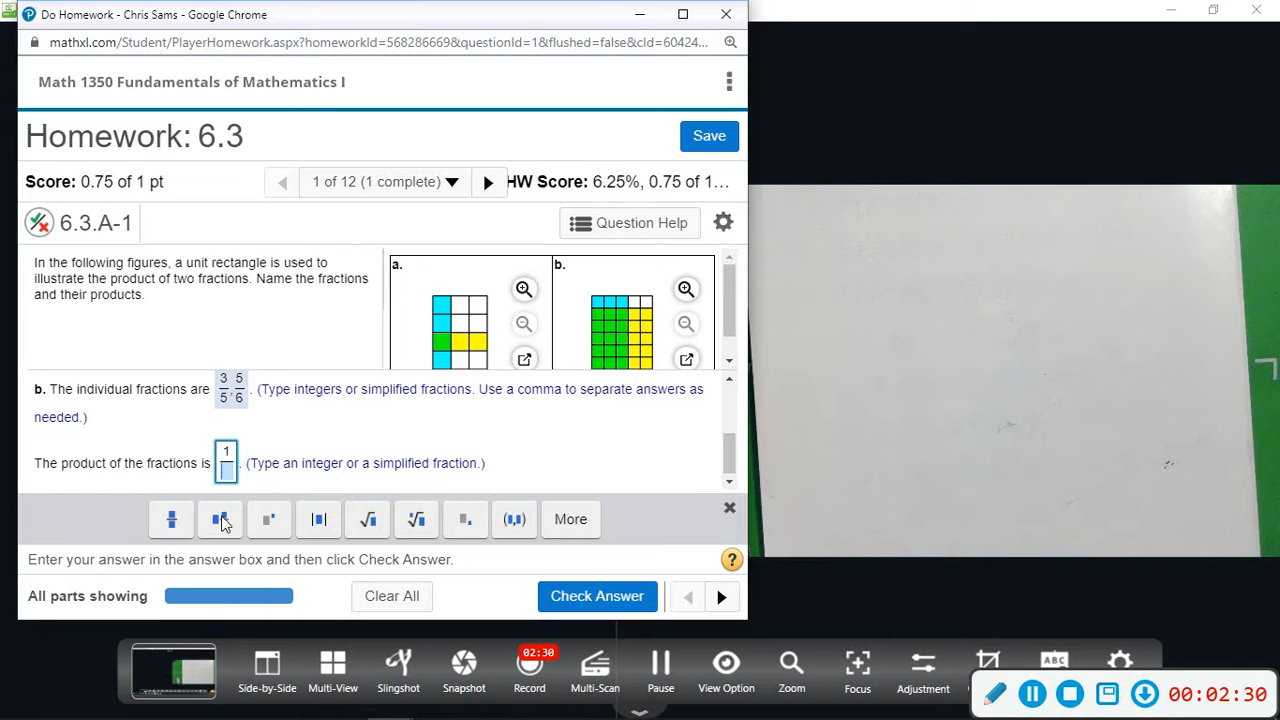 Do Homework - Chris Sams - Google Chrome
mathxl.com/Student/PlayerHomework.aspx?homeworkId=568286669&questionId=1&flushed=false&cId=60424...
Math 1350 Fundamentals of Mathematics I
Homework: 6.3
Save
Score: 0.75 of 1 pt
1 of 12 (1 complete)
HW Score: 6.25%, 0.75 of 1...
6.3.A-1
Question Help
In the following figures, a unit rectangle is used to
illustrate the product of two fractions. Name the fractions
and their products.
a.
b.
b. The individual fractions are 3/5, 5/6. (Type integers or simplified fractions. Use a comma to separate answers as
needed.)
The product of the fractions is 1/. (Type an integer or a simplified fraction.)
More
Enter your answer in the answer box and then click Check Answer.
?
All parts showing
Clear All
Check Answer
02:30
ABC
Side-by-Side
Multi-View
Slingshot
Snapshot
Record
Multi-Scan
Pause
View Option
Zoom
Focus
Adjustment
00:02:30